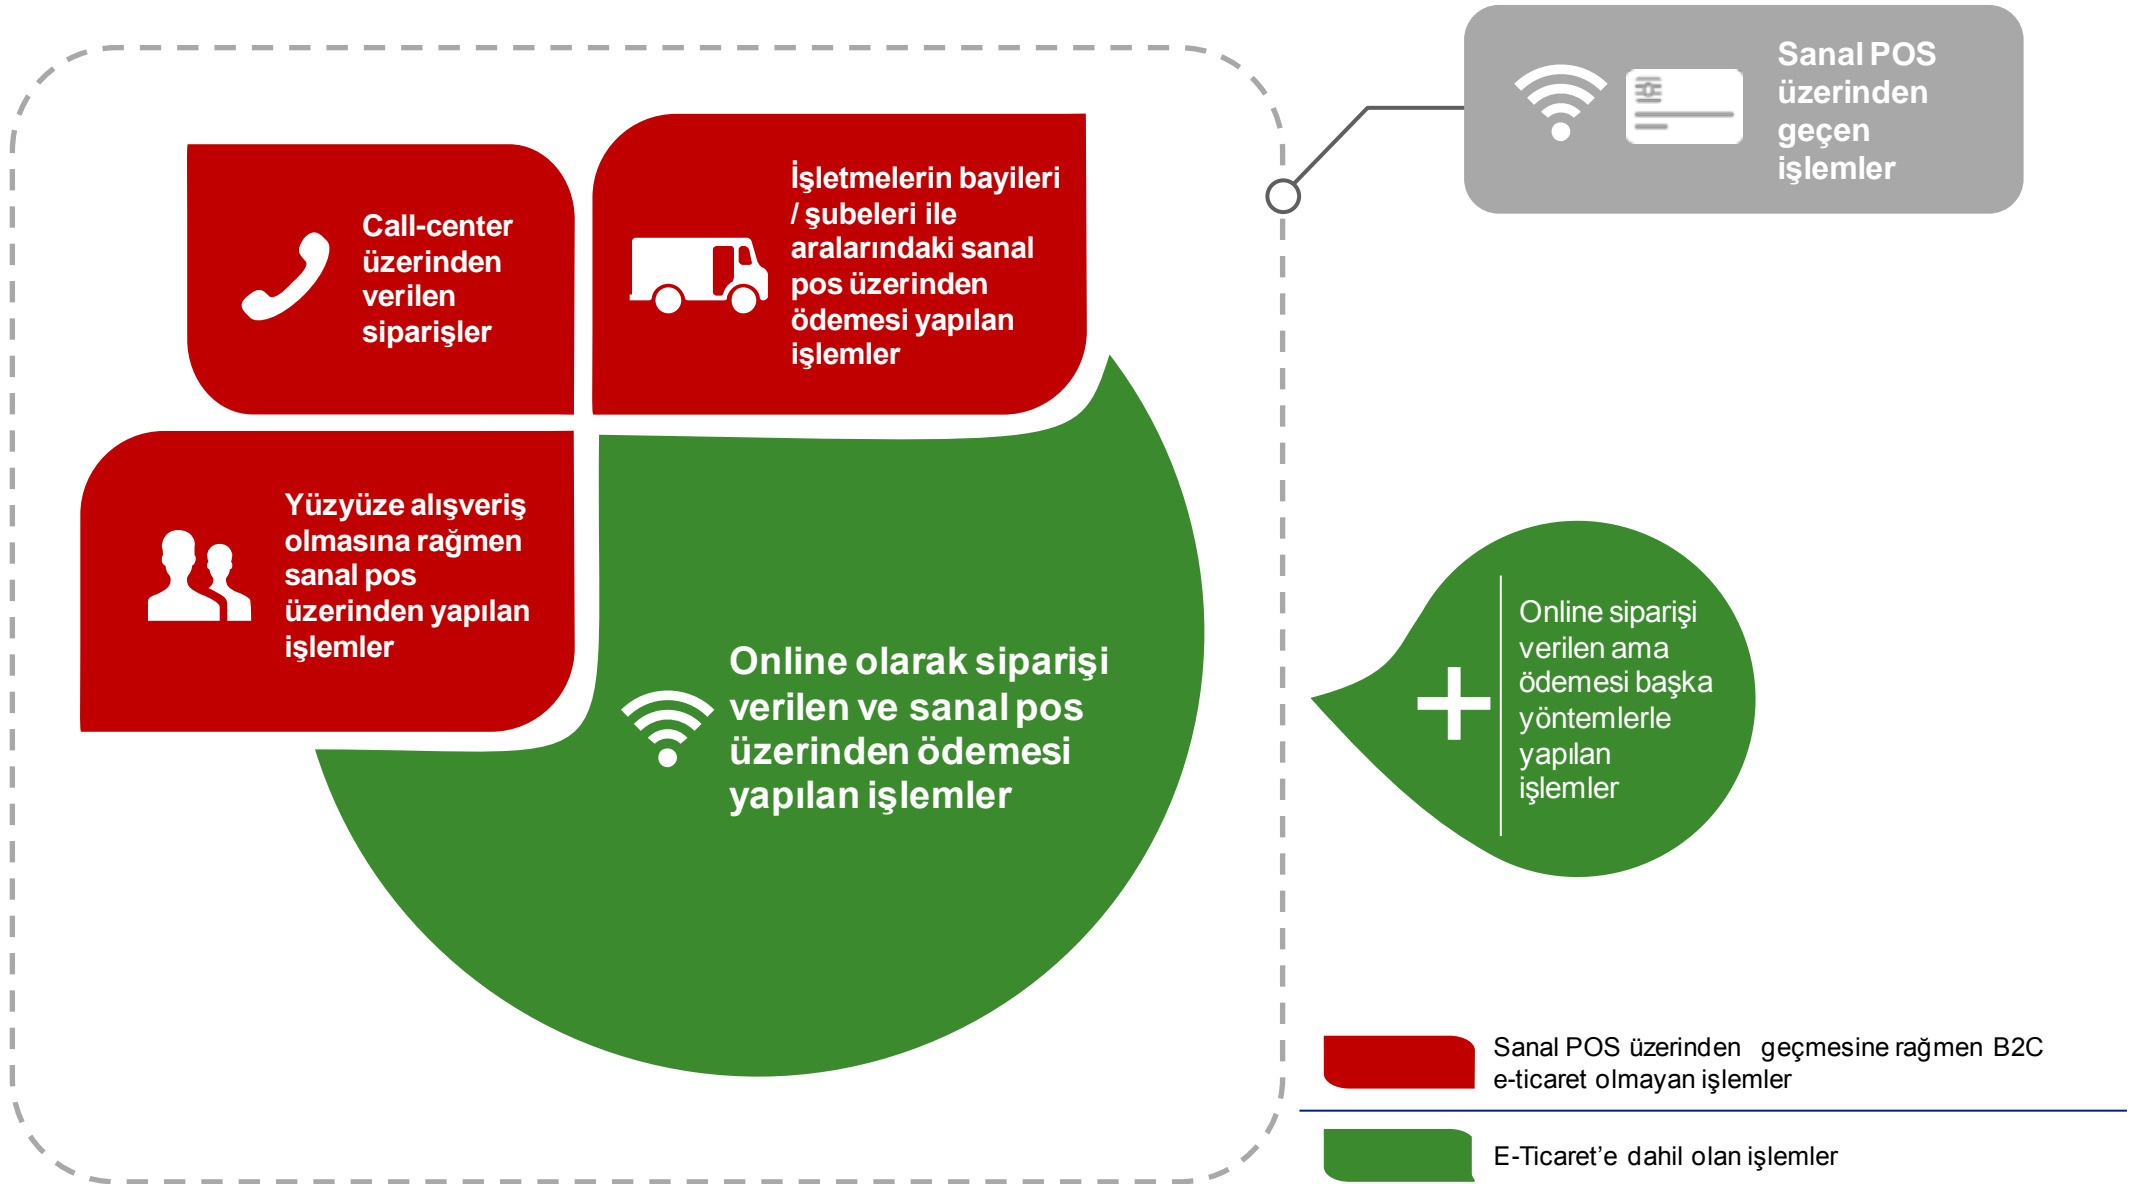 Sanal POS
üzerinden
geçen
işlemler
Call-center
üzerinden
verilen
siparişler
İşletmelerin bayileri
/ şubeleri ile
aralarındaki sanal
pos üzerinden
ödemesi yapılan
işlemler
Yüzyüze alışveriş
olmasına rağmen
sanal pos
üzerinden yapılan
işlemler
Online olarak siparişi
verilen ve sanal pos
üzerinden ödemesi
yapılan işlemler
Online siparişi
verilen ama
ödemesi başka
yöntemlerle
yapılan
işlemler
Sanal POS üzerinden geçmesine rağmen B2C
e-ticaret olmayan işlemler
E-Ticaret’e dahil olan işlemler